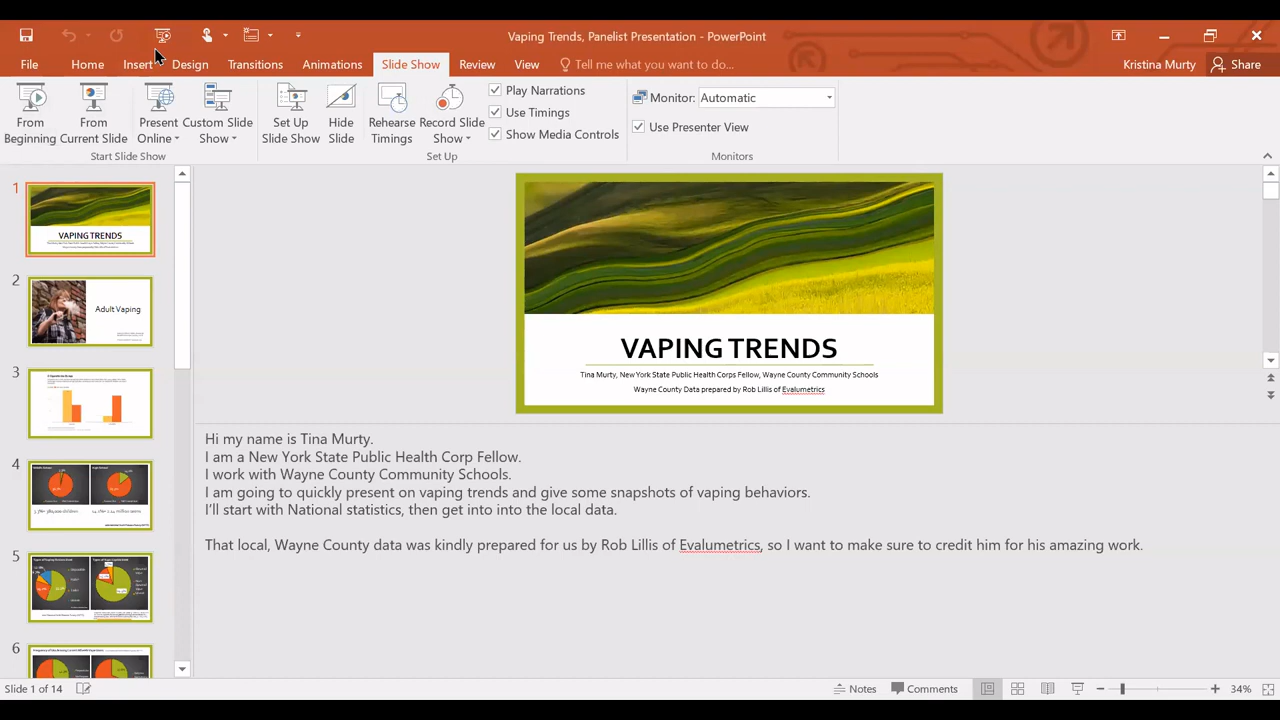 Vaping Trends, Panelist Presentation - PowerPoint
File Home Insert Design Transitions Animations Slide Show Review View Tell me what you want to do... Kristina Murty Share
From Beginning
From Current Slide
Present Online
Custom Slide Show
Set Up Slide Show
Hide Slide
Rehearse Timings
Record Slide Show
Play Narrations
Use Timings
Show Media Controls
Monitor: Automatic
Use Presenter View
Start Slide Show Set Up Monitors
1
VAPING TRENDS
2
Adult Vaping
3
4
5
6
VAPING TRENDS
Tina Murty, New York State Public Health Corps Fellow, Wayne County Community Schools
Wayne County Data prepared by Rob Lillis of Evalumetrics
Hi my name is Tina Murty.
I am a New York State Public Health Corp Fellow.
I work with Wayne County Community Schools.
I am going to quickly present on vaping trends and give some snapshots of vaping behaviors.
I'll start with National statistics, then get into into the local data.
That local, Wayne County data was kindly prepared for us by Rob Lillis of Evalumetrics, so I want to make sure to credit him for his amazing work.
Slide 1 of 14 Notes Comments 34%